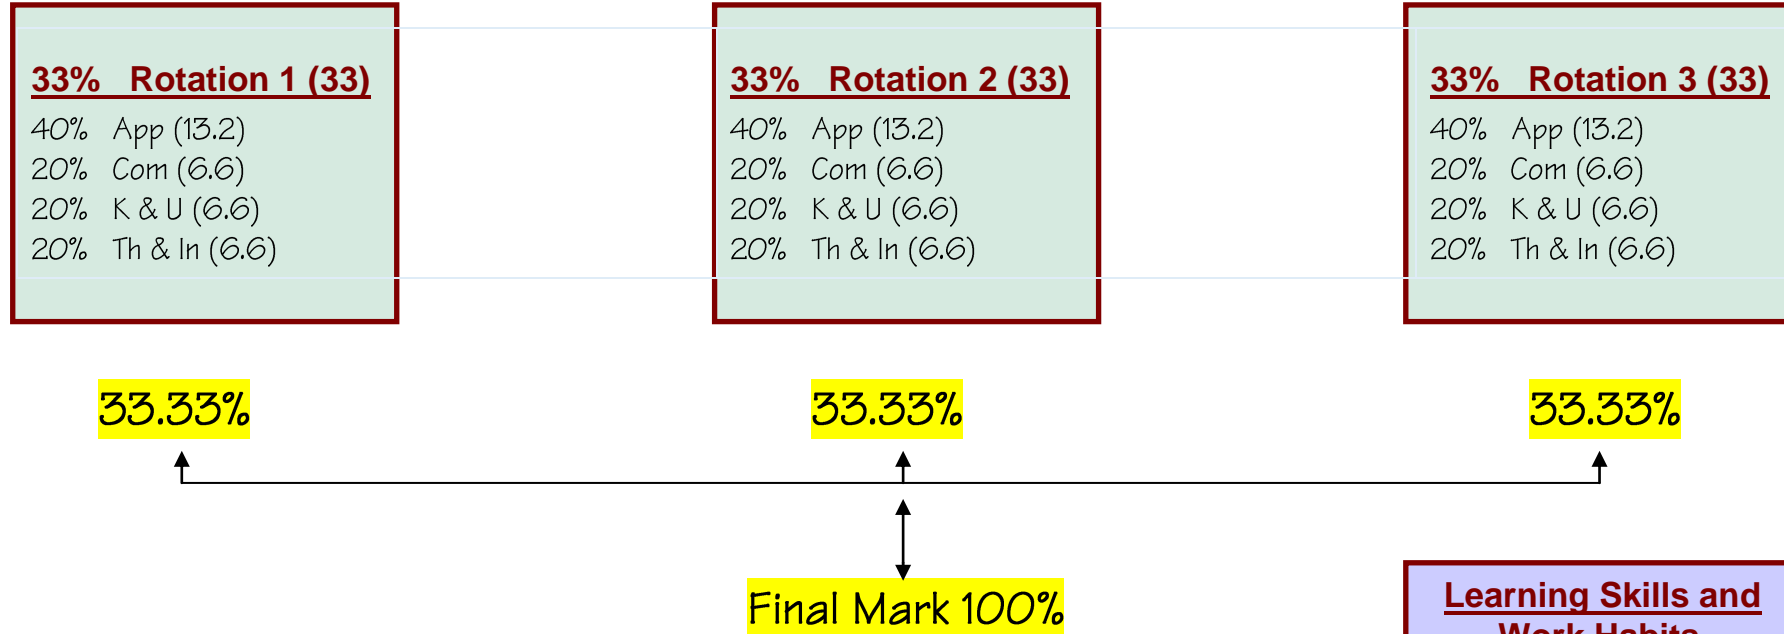 33% Rotation 1 (33)
40% App (13.2)
20% Com (6.6)
20% K & U (6.6)
20% Th & In (6.6)
33% Rotation 2 (33)
40% App (13.2)
20% Com (6.6)
20% K & U (6.6)
20% Th & In (6.6)
33% Rotation 3 (33)
40% App (13.2)
20% Com (6.6)
20% K & U (6.6)
20% Th & In (6.6)
33.33%
33.33%
33.33%
Final Mark 100%
Learning Skills and
Work Habits